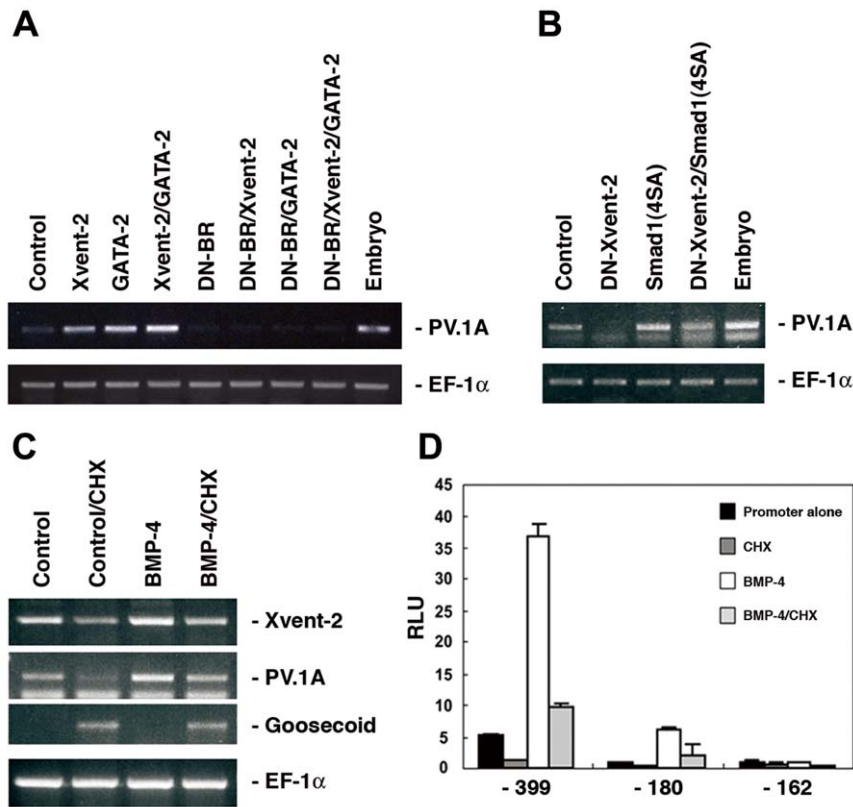 A
Control
Xvent-2
GATA-2
Xvent-2/GATA-2
DN-BR
DN-BR/Xvent-2
DN-BR/GATA-2
DN-BR/Xvent-2/GATA-2
Embryo
- PV.1A
- EF-1α
B
Control
DN-Xvent-2
Smad1(4SA)
DN-Xvent-2/Smad1(4SA)
Embryo
- PV.1A
- EF-1α
C
Control
Control/CHX
BMP-4
BMP-4/CHX
- Xvent-2
- PV.1A
- Goosecoid
- EF-1α
D
RLU
45
40
35
30
25
20
15
10
5
0
Promoter alone
CHX
BMP-4
BMP-4/CHX
- 399
- 180
- 162